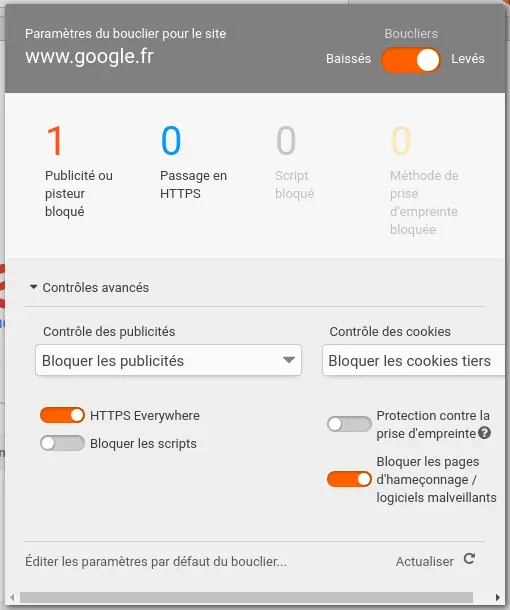 Paramètres du bouclier pour le site
www.google.fr
Boucliers
Baissés Levés
1
Publicité ou
pisteur
bloqué
0
Passage en
HTTPS
0
Script
bloqué
0
Méthode de
prise
d'empreinte
bloquée
Contrôles avancés
Contrôle des publicités
Bloquer les publicités
Contrôle des cookies
Bloquer les cookies tiers
HTTPS Everywhere
Bloquer les scripts
Protection contre la
prise d'empreinte
Bloquer les pages
d'hameçonnage /
logiciels malveillants
Éditer les paramètres par défaut du bouclier...
Actualiser